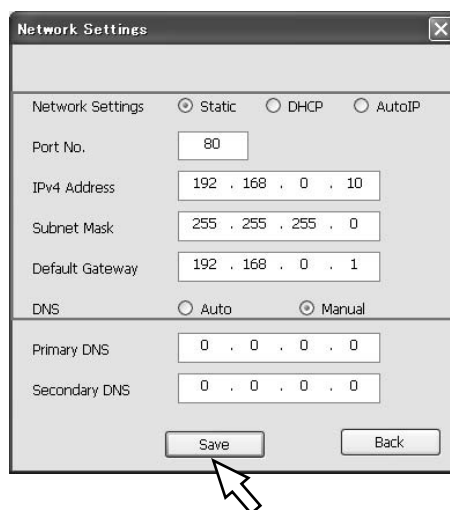 Network Settings
Network Settings Static DHCP AutoIP
Port No. 80
IPv4 Address 192 . 168 . 0 . 10
Subnet Mask 255 . 255 . 255 . 0
Default Gateway 192 . 168 . 0 . 1
DNS Auto Manual
Primary DNS 0 . 0 . 0 . 0
Secondary DNS 0 . 0 . 0 . 0
Save Back